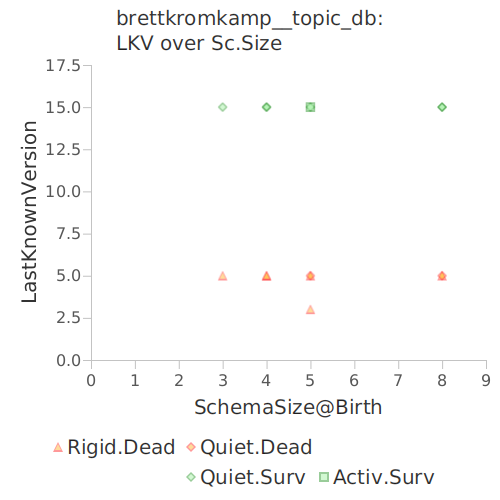 brettkromkamp__topic_db:
LKV over Sc.Size
17.5
15.0
12.5
10.0
7.5
5.0
2.5
0.0
LastKnownVersion
0 1 2 3 4 5 6 7 8 9
SchemaSize@Birth
Rigid.Dead Quiet.Dead
Quiet.Surv Activ.Surv